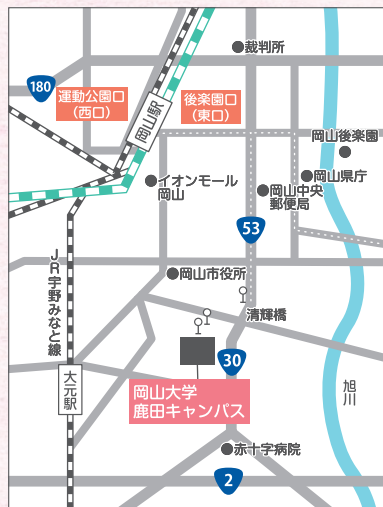 裁判所
180
運動公園口
（西口）
岡山駅
後楽園口
（東口）
岡山後楽園
岡山県庁
イオンモール
岡山
岡山中央
郵便局
53
岡山市役所
JR宇野みなと線
清輝橋
30
大元駅
岡山大学
鹿田キャンパス
旭川
赤十字病院
2